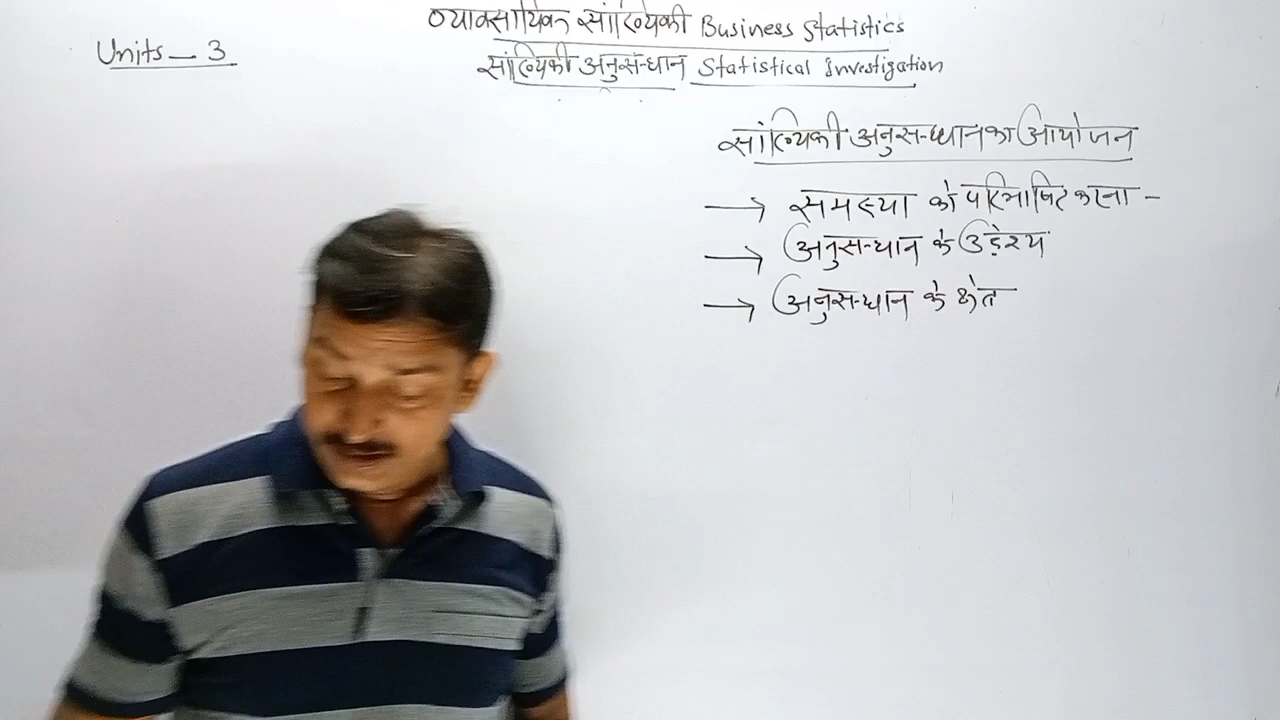 व्यावसायिक सांख्यिकी Business Statistics
Units - 3
सांख्यिकी अनुसन्धान Statistical Investigation
सांख्यिकी अनुसन्धान का आयोजन
→ समस्या को परिभाषित करना -
→ अनुसन्धान के उद्देश्य
→ अनुसन्धान के क्षेत्र